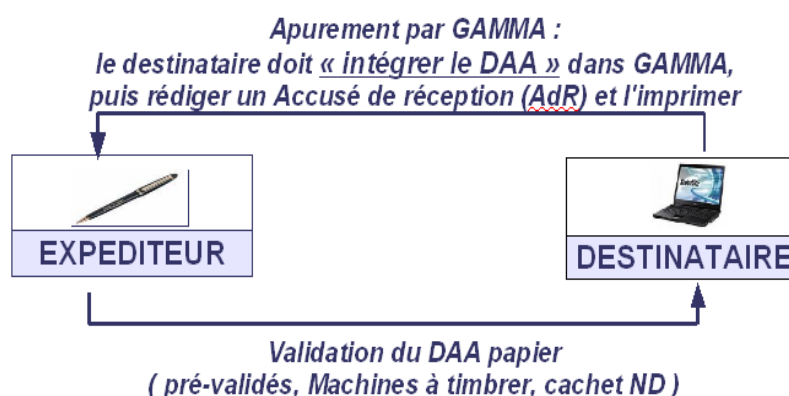 Apurement par GAMMA :
le destinataire doit « intégrer le DAA » dans GAMMA,
puis rédiger un Accusé de réception (AdR) et l'imprimer
EXPEDITEUR
DESTINATAIRE
Validation du DAA papier
( pré-validés, Machines à timbrer, cachet ND )